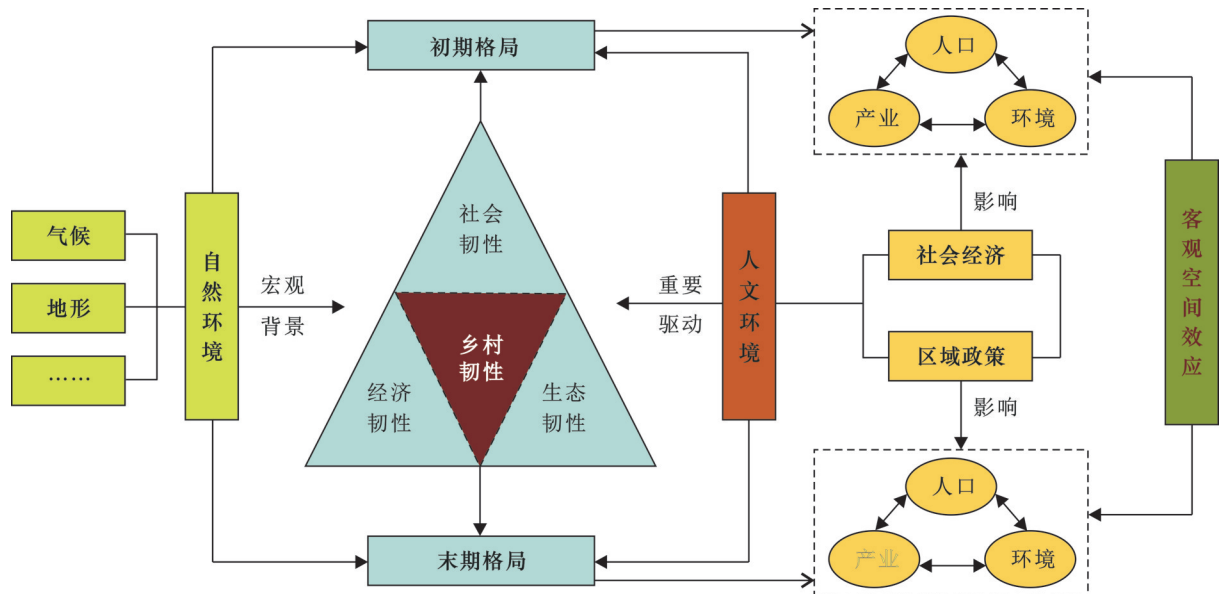 初期格局
人口
产业
环境
影响
气候
地形
……
自然环境
宏观
背景
社会
韧性
乡村
韧性
经济
韧性
生态
韧性
重要
驱动
人文环境
社会经济
区域政策
客观空间效应
影响
人口
产业
环境
末期格局